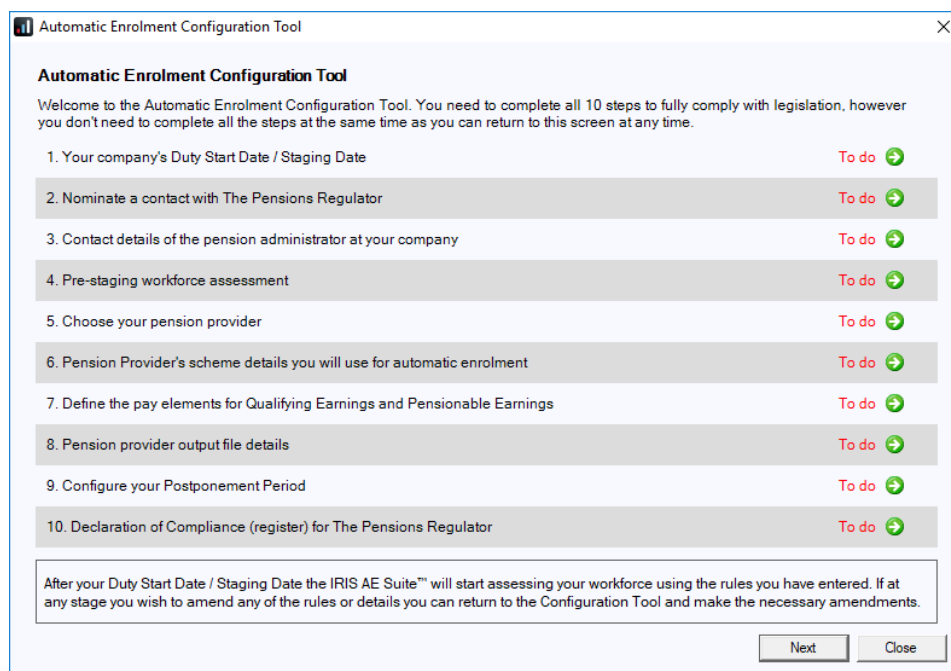 Automatic Enrolment Configuration Tool
Automatic Enrolment Configuration Tool
Welcome to the Automatic Enrolment Configuration Tool. You need to complete all 10 steps to fully comply with legislation, however
you don't need to complete all the steps at the same time as you can return to this screen at any time.
1. Your company's Duty Start Date / Staging Date To do
2. Nominate a contact with The Pensions Regulator To do
3. Contact details of the pension administrator at your company To do
4. Pre-staging workforce assessment To do
5. Choose your pension provider To do
6. Pension Provider's scheme details you will use for automatic enrolment To do
7. Define the pay elements for Qualifying Earnings and Pensionable Earnings To do
8. Pension provider output file details To do
9. Configure your Postponement Period To do
10. Declaration of Compliance (register) for The Pensions Regulator To do
After your Duty Start Date / Staging Date the IRIS AE Suite™ will start assessing your workforce using the rules you have entered. If at
any stage you wish to amend any of the rules or details you can return to the Configuration Tool and make the necessary amendments.
Next Close